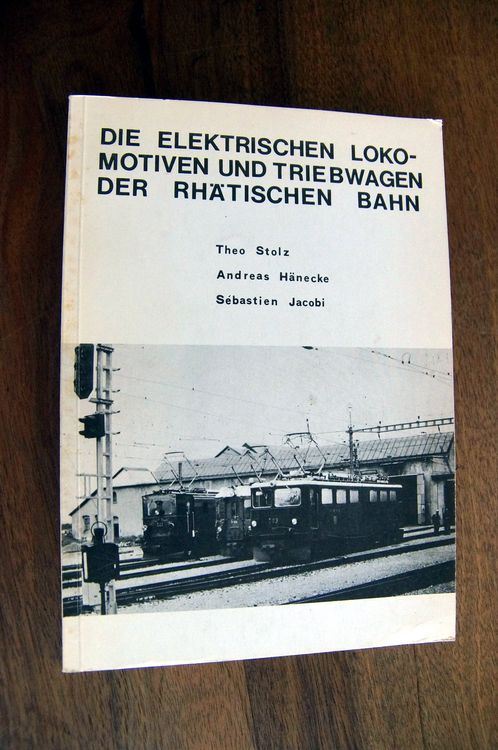 DIE ELEKTRISCHEN LOKO-
MOTIVEN UND TRIEBWAGEN
DER RHÄTISCHEN BAHN
Theo Stolz
Andreas Hänecke
Sébastien Jacobi